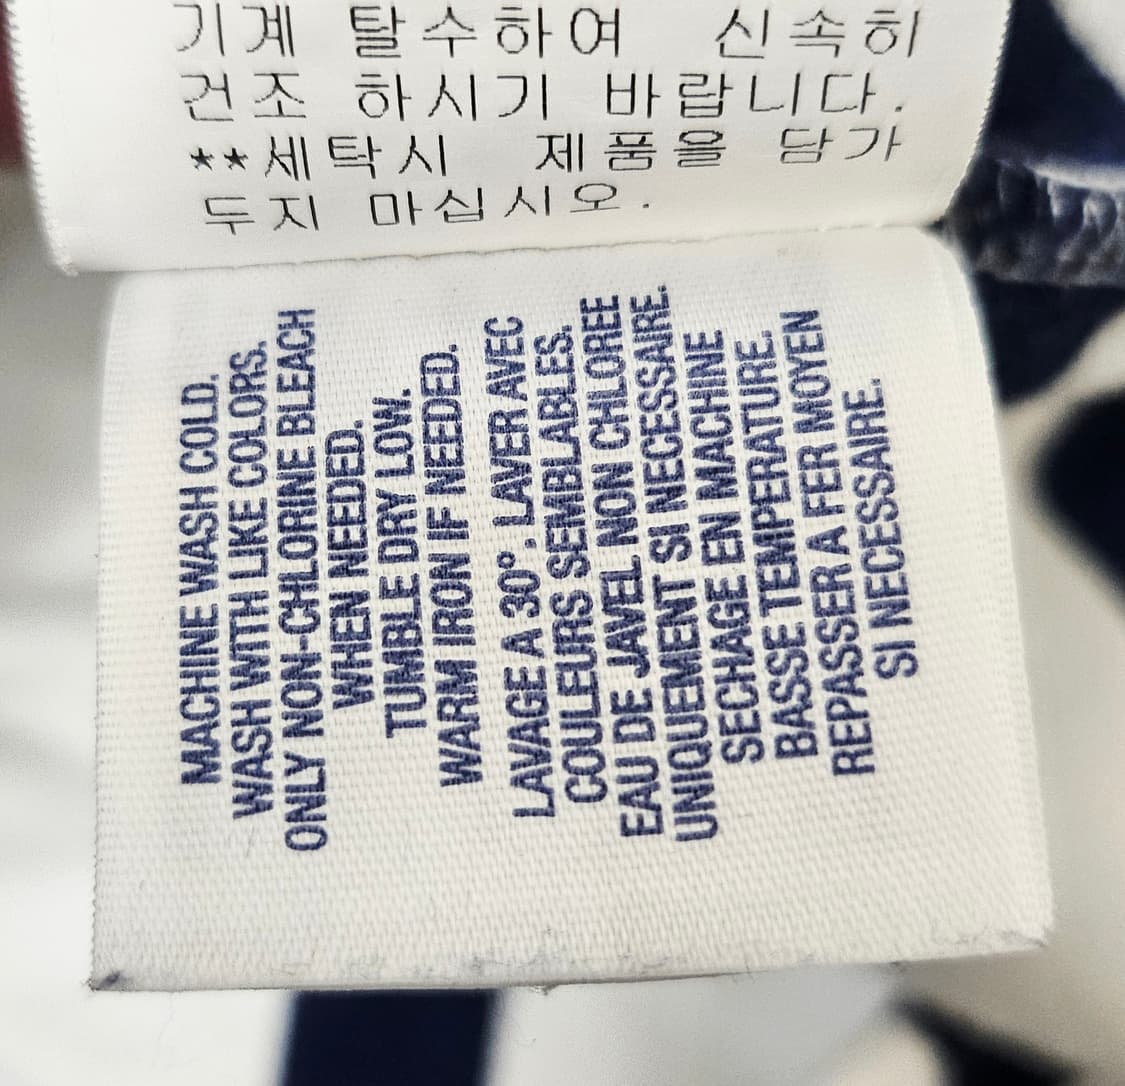 기계 탈수하여 신속히
건조 하시기 바랍니다.
**세탁시 제품을 담가
두지 마십시오.
MACHINE WASH COLD.
WASH WITH LIKE COLORS.
ONLY NON-CHLORINE BLEACH
WHEN NEEDED.
TUMBLE DRY LOW.
WARM IRON IF NEEDED.
LAVAGE A 30°. LAVER AVEC
COULEURS SEMBLABLES.
EAU DE JAVEL NON CHLOREE
UNIQUEMENT SI NECESSAIRE.
SECHAGE EN MACHINE
BASSE TEMPERATURE.
REPASSER A FER MOYEN
SI NECESSAIRE.